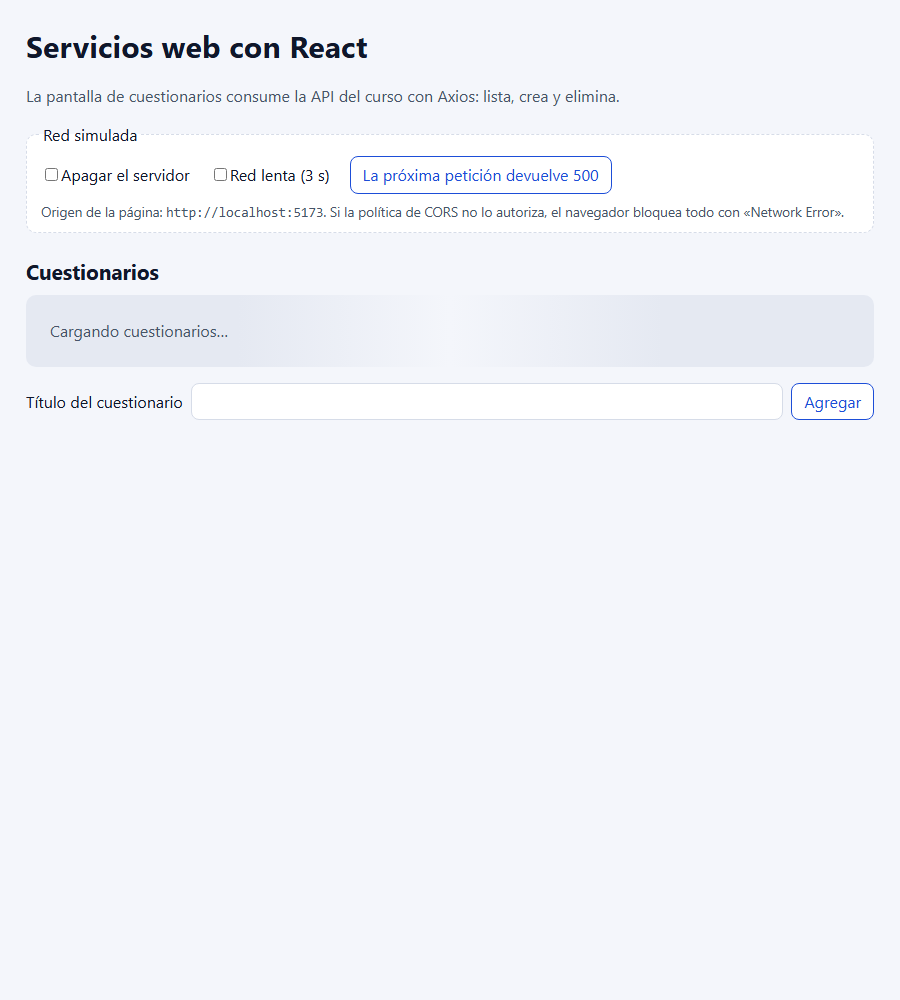 Servicios web con React
La pantalla de cuestionarios consume la API del curso con Axios: lista, crea y elimina.
Red simulada
Apagar el servidor Red lenta (3 s) La próxima petición devuelve 500
Origen de la página: http://localhost:5173. Si la política de CORS no lo autoriza, el navegador bloquea todo con «Network Error».
Cuestionarios
Cargando cuestionarios...
Título del cuestionario Agregar